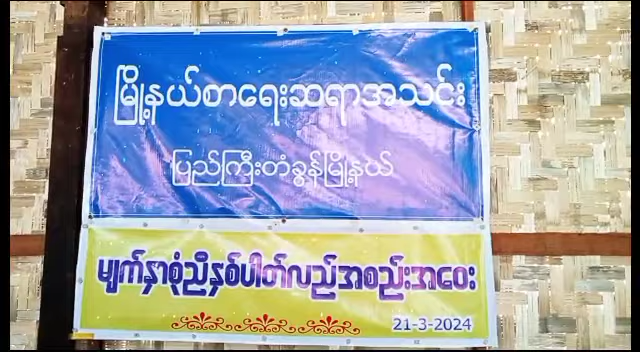 မြို့နယ်စာရေးဆရာအသင်း
ပြည်ကြီးတံခွန်မြို့နယ်
မျက်နှာစုံညီနှစ်ပါတ်လည်အစည်းအဝေး
21-3-2024